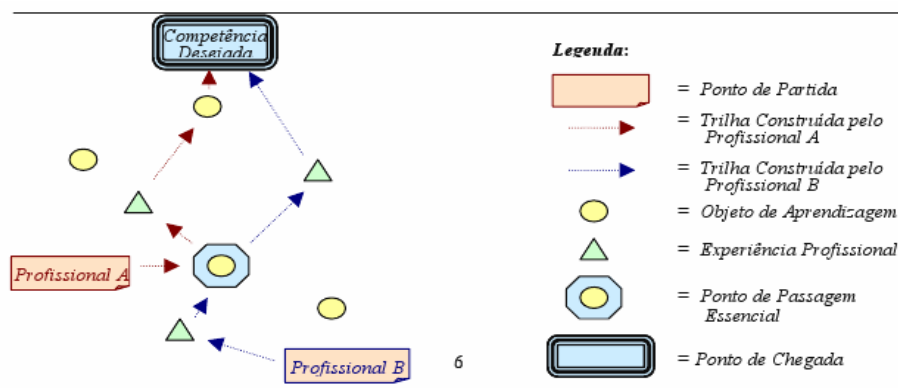 Competência
Desejada
Profissional A
Profissional B
6
Legenda:
= Ponto de Partida
= Trilha Construída pelo
Profissional A
= Trilha Construída pelo
Profissional B
= Objeto de Aprendizagem
= Experiência Profissional
= Ponto de Passagem
Essencial
= Ponto de Chegada